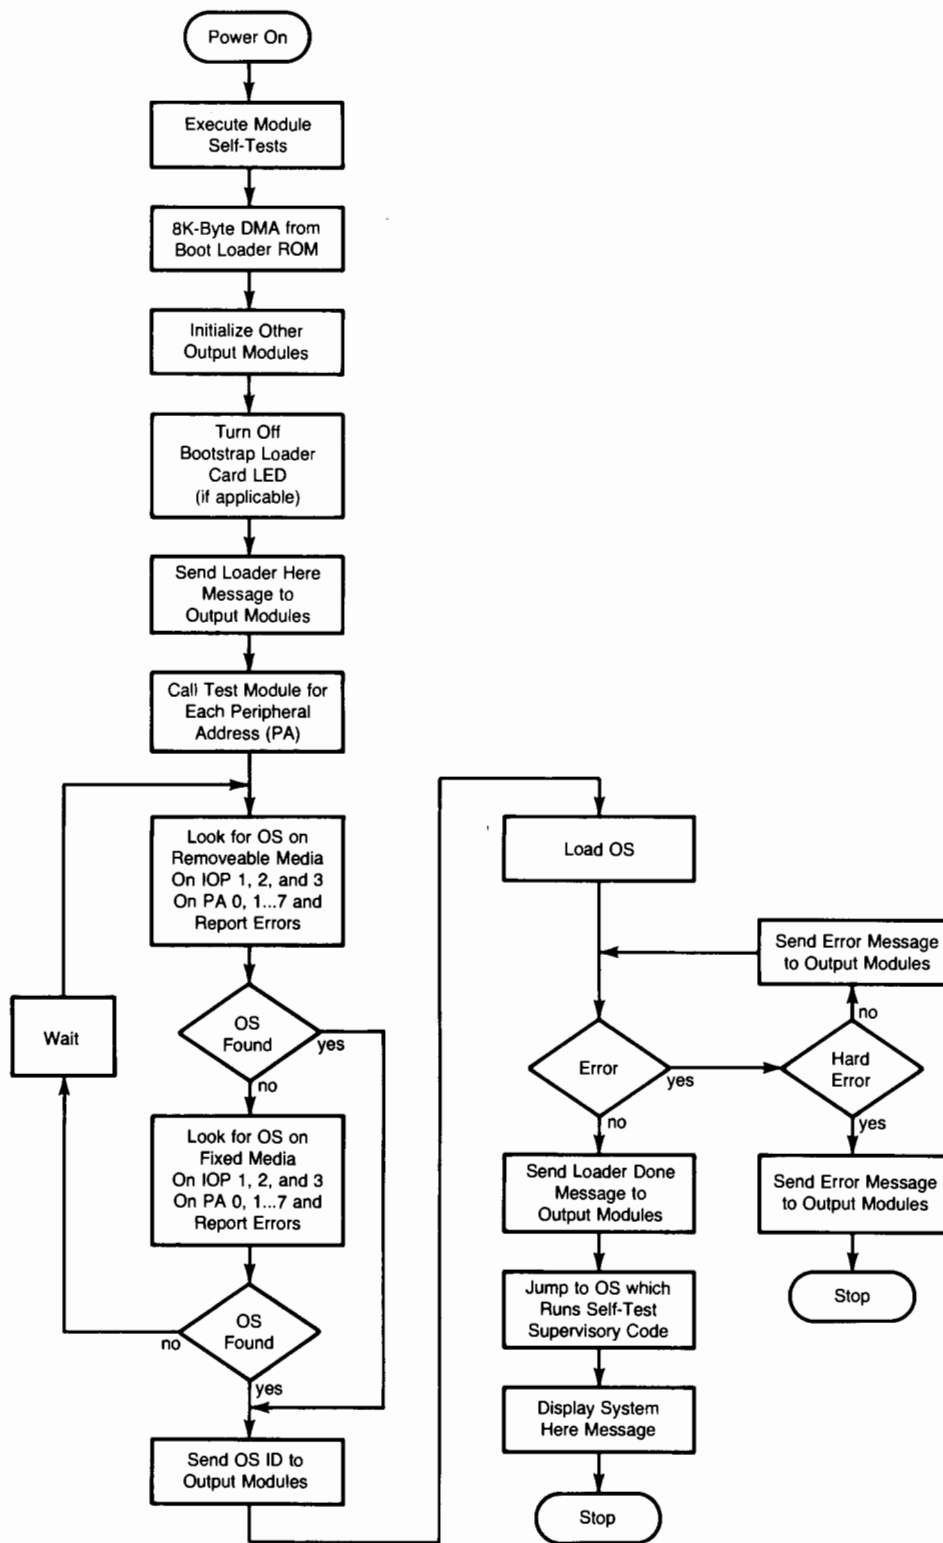 Power On
Execute Module
Self-Tests
8K-Byte DMA from
Boot Loader ROM
Initialize Other
Output Modules
Turn Off
Bootstrap Loader
Card LED
(if applicable)
Send Loader Here
Message to
Output Modules
Call Test Module for
Each Peripheral
Address (PA)
Look for OS on
Removeable Media
On IOP 1, 2, and 3
On PA 0, 1...7 and
Report Errors
OS
Found
yes
no
Wait
Look for OS on
Fixed Media
On IOP 1, 2, and 3
On PA 0, 1...7 and
Report Errors
OS
Found
no
yes
Send OS ID to
Output Modules
Load OS
Error
yes
no
Send Error Message
to Output Modules
no
Hard
Error
yes
Send Error Message
to Output Modules
Stop
Send Loader Done
Message to
Output Modules
Jump to OS which
Runs Self-Test
Supervisory Code
Display System
Here Message
Stop